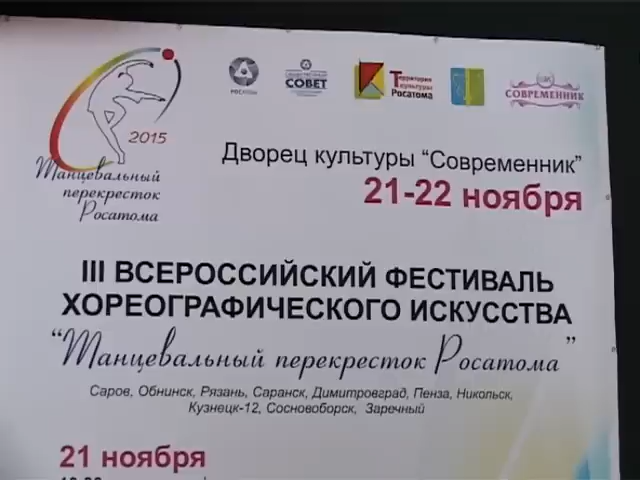 2015
Танцевальный
перекресток
Росатома
РОСАТОМ
СОВЕТ
Территория
культуры
Росатома
СОВРЕМЕННИК
Дворец культуры "Современник"
21-22 ноября
III ВСЕРОССИЙСКИЙ ФЕСТИВАЛЬ
ХОРЕОГРАФИЧЕСКОГО ИСКУССТВА
"Танцевальный перекресток Росатома"
Саров, Обнинск, Рязань, Саранск, Димитровград, Пенза, Никольск,
Кузнецк-12, Сосновоборск, Заречный
21 ноября